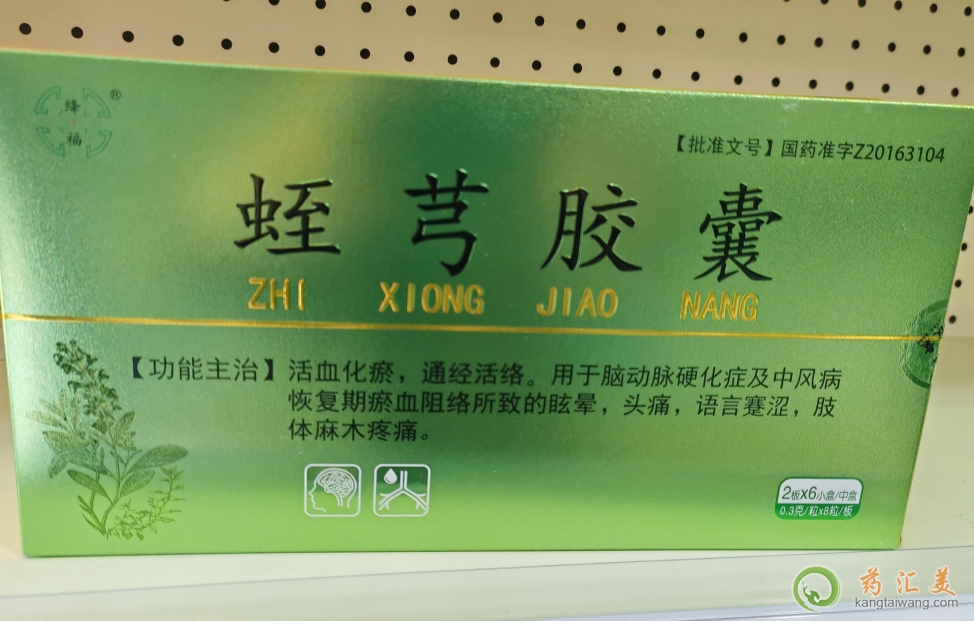 絳福®
【批准文号】国药准字Z20163104
蛭芎胶囊
ZHI XIONG JIAO NANG
【功能主治】活血化瘀，通经活络。用于脑动脉硬化症及中风病
恢复期瘀血阻络所致的眩晕，头痛，语言蹇涩，肢
体麻木疼痛。
2板x6小盒/中盒
0.3克/粒x8粒/板
药汇美
kangtaiwang.com